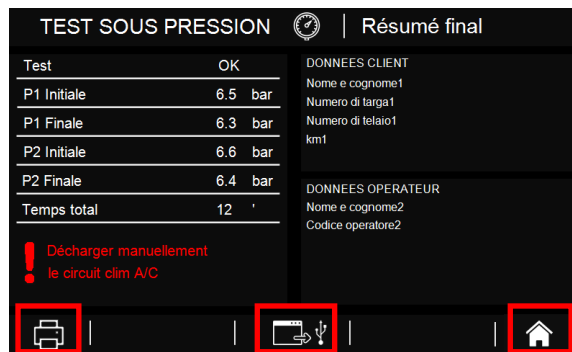 TEST SOUS PRESSION
Résumé final
Test OK
P1 Initiale 6.5 bar
P1 Finale 6.3 bar
P2 Initiale 6.6 bar
P2 Finale 6.4 bar
Temps total 12 '
Décharger manuellement
le circuit clim A/C
DONNEES CLIENT
Nome e cognome1
Numero di targa1
Numero di telaio1
km1
DONNEES OPERATEUR
Nome e cognome2
Codice operatore2